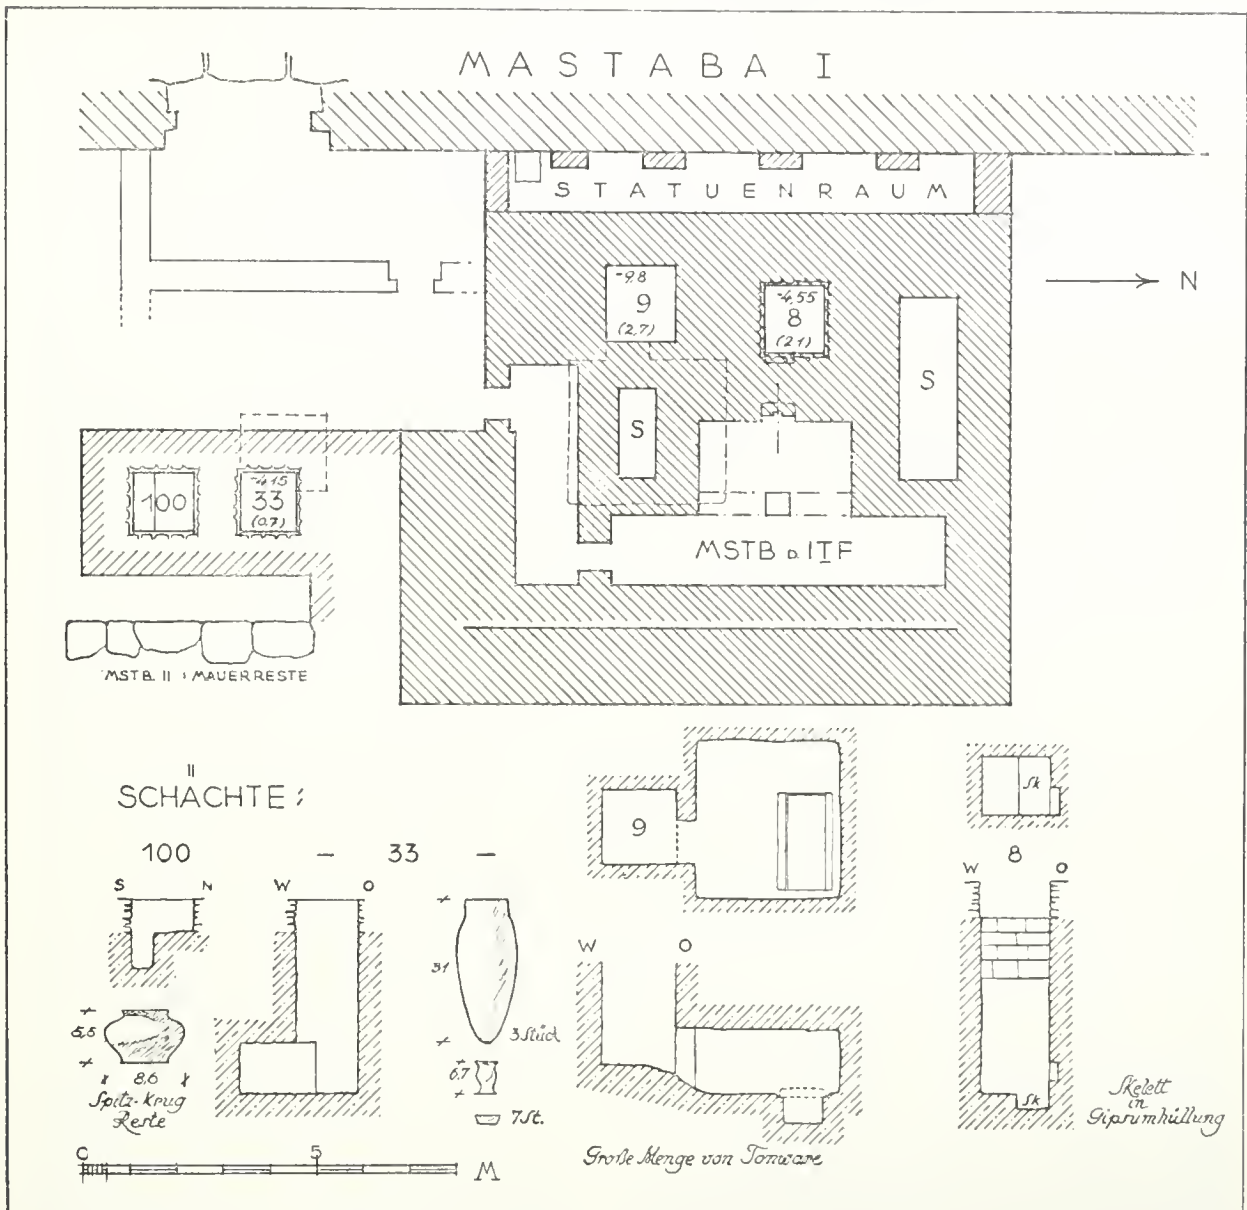 MASTABA I
STATUENRAUM
N
-9,8
9
(2,7)
-4,55
8
(2,1)
S
S
100
-4,15
33
(0,7)
MSTB D. ITF
MSTB. II : MAUERRESTE
SCHÄCHTE :
100 — 33 —
S N
W O
31
3 Stück
5,5
8,6
Spitz-Krug
Reste
6,7
7 St.
9
W O
Große Menge von Tonware
Sk
8
W O
Sk
Skelett
in
Gipsumhüllung
0 5 M